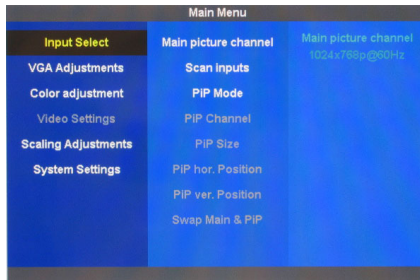 Main Menu
Input Select
VGA Adjustments
Color adjustment
Video Settings
Scaling Adjustments
System Settings
Main picture channel
Scan inputs
PiP Mode
PiP Channel
PiP Size
PiP hor. Position
PiP ver. Position
Swap Main & PiP
Main picture channel
1024x768p@60Hz